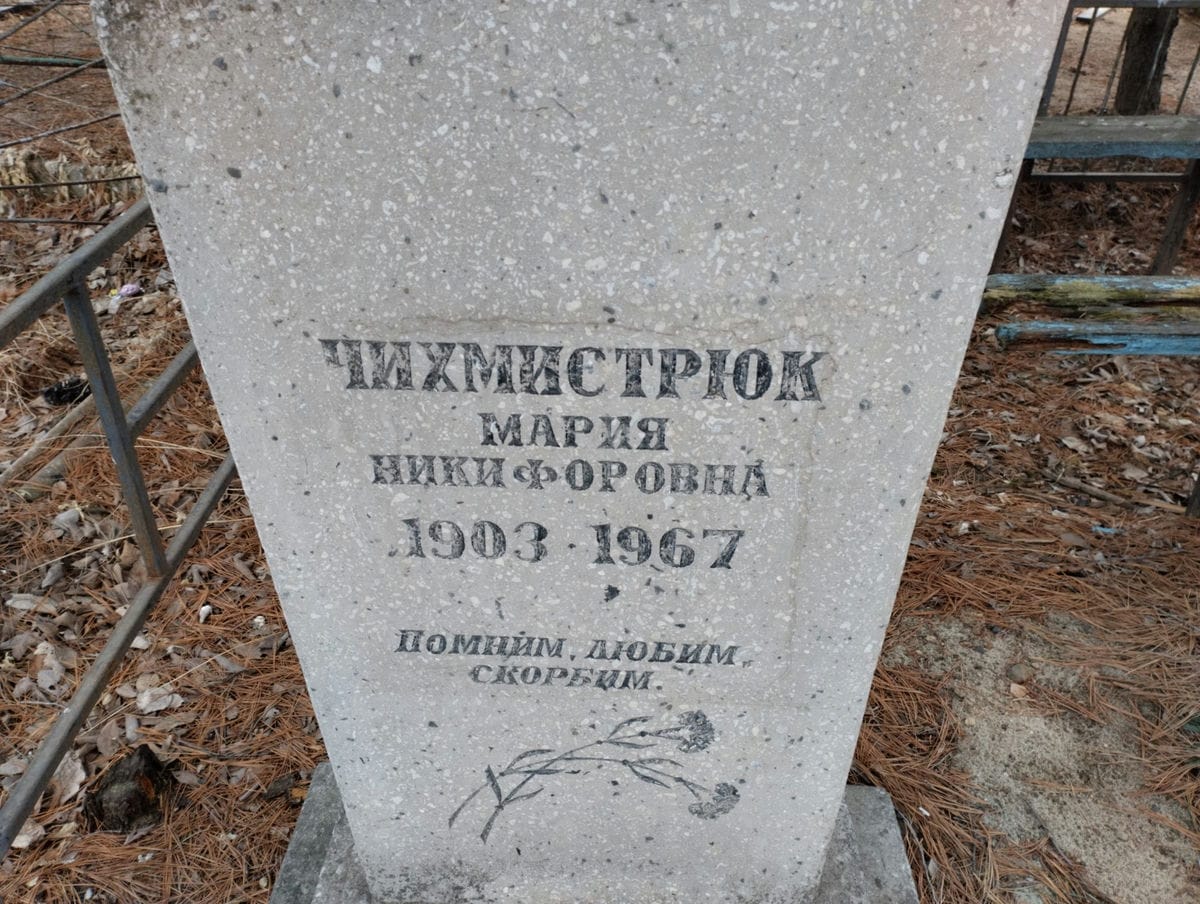 ЧИХМИСТРЮК
МАРИЯ
НИКИФОРОВНА
1903 - 1967
ПОМНИМ, ЛЮБИМ,
СКОРБИМ.